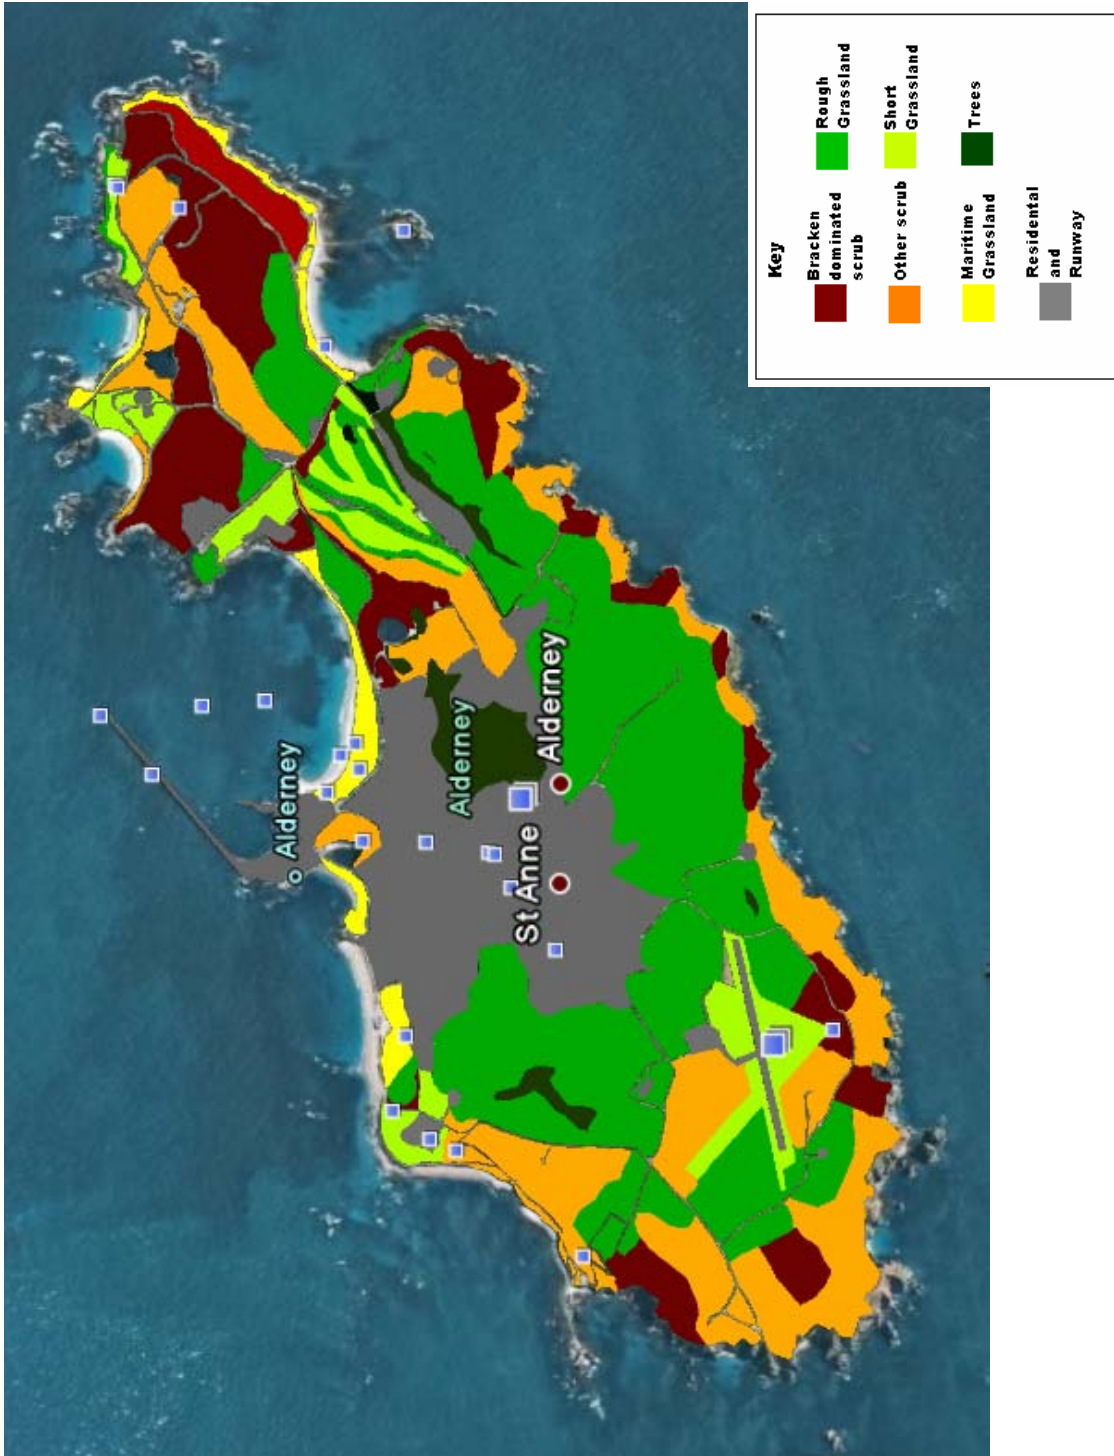 Alderney
Alderney
Alderney
St Anne
Key
Bracken
dominated
scrub
Rough
Grassland
Other scrub
Short
Grassland
Maritime
Grassland
Trees
Residental
and
Runway